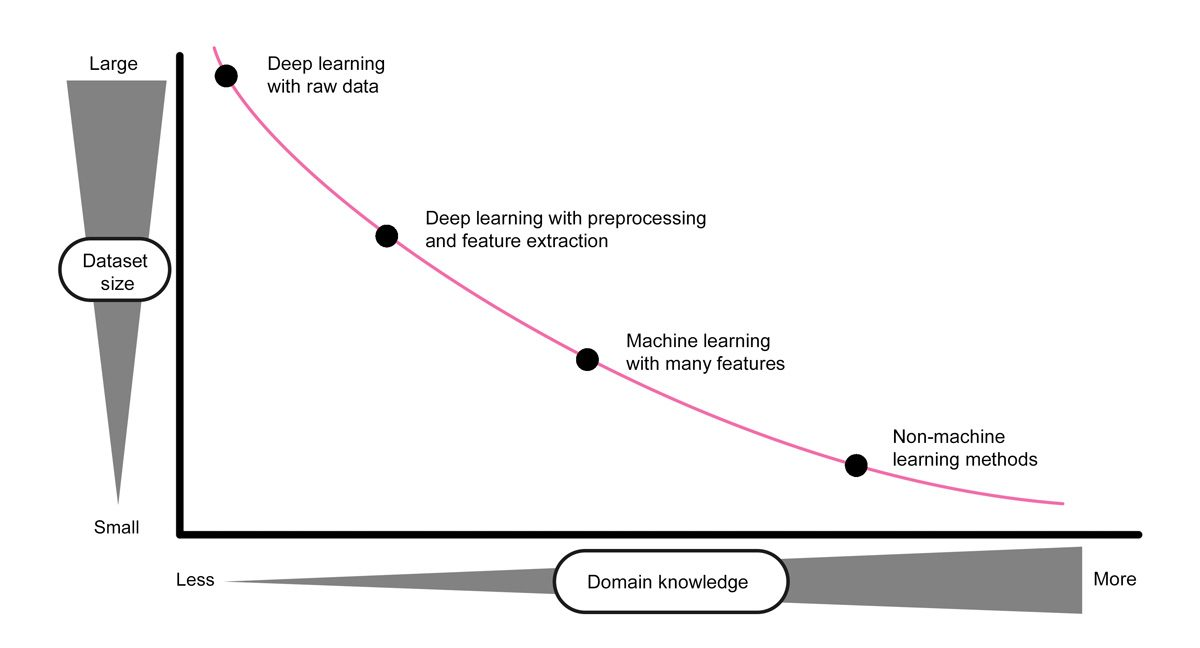 Large
Deep learning
with raw data
Deep learning with preprocessing
and feature extraction
Dataset
size
Machine learning
with many features
Non-machine
learning methods
Small
Less
Domain knowledge
More